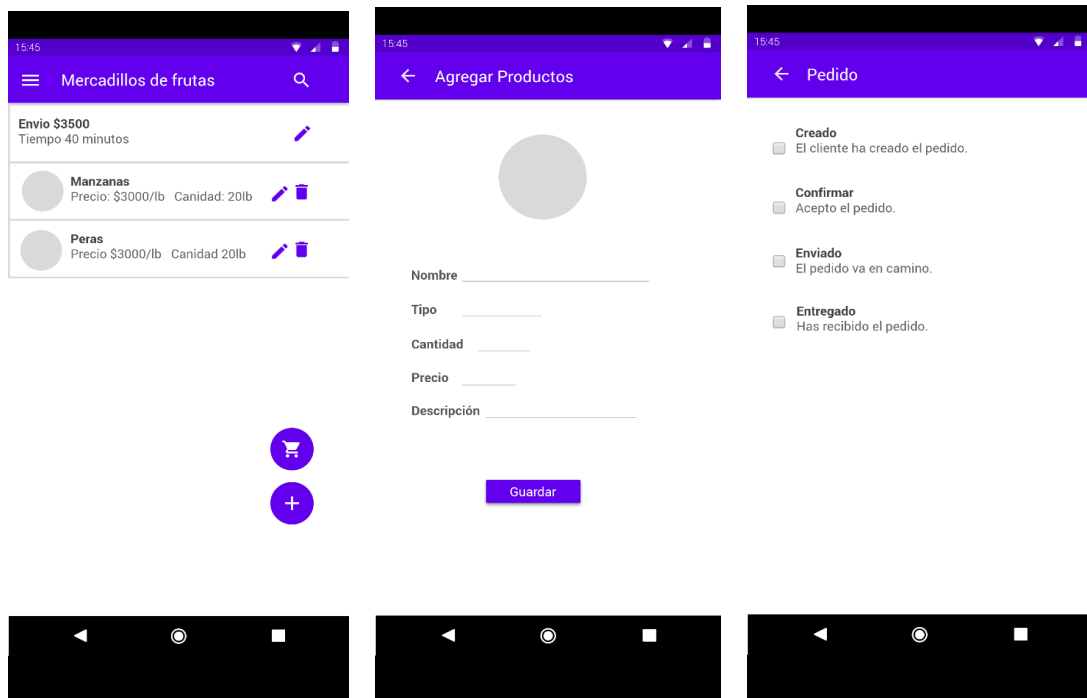 15:45
Mercadillos de frutas
Envio $3500
Tiempo 40 minutos
Manzanas
Precio: $3000/lb Canidad: 20lb
Peras
Precio $3000/lb Canidad 20lb
15:45
Agregar Productos
Nombre
Tipo
Cantidad
Precio
Descripción
Guardar
15:45
Pedido
Creado
El cliente ha creado el pedido.
Confirmar
Acepto el pedido.
Enviado
El pedido va en camino.
Entregado
Has recibido el pedido.